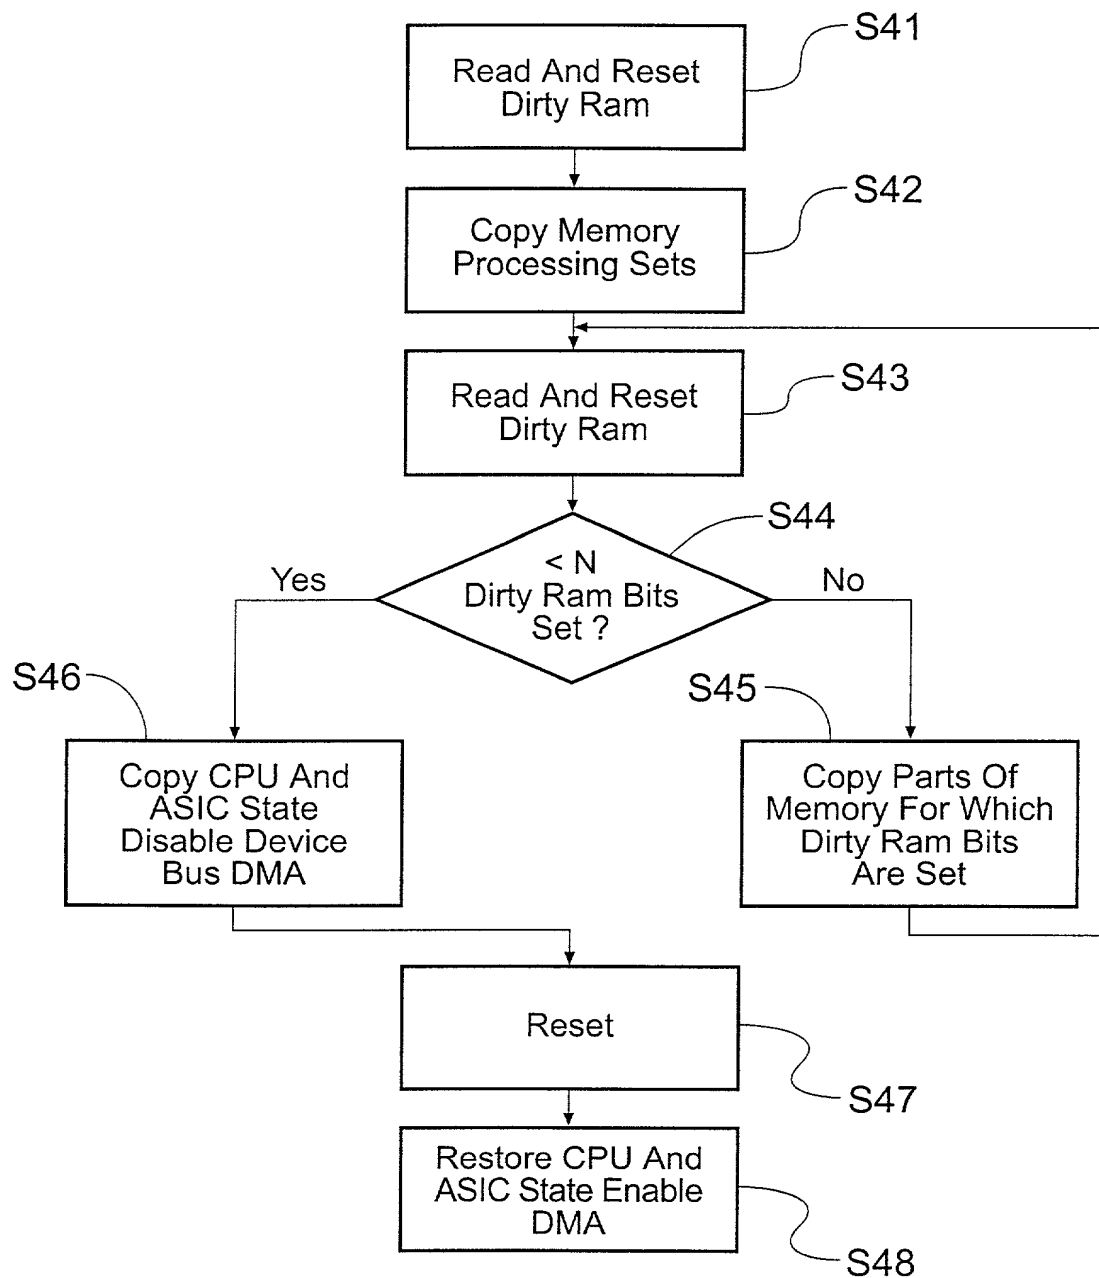 S41
Read And Reset
Dirty Ram
S42
Copy Memory
Processing Sets
S43
Read And Reset
Dirty Ram
S44
< N
Dirty Ram Bits
Set ?
Yes
No
S46
S45
Copy CPU And
ASIC State
Disable Device
Bus DMA
Copy Parts Of
Memory For Which
Dirty Ram Bits
Are Set
Reset
S47
Restore CPU And
ASIC State Enable
DMA
S48